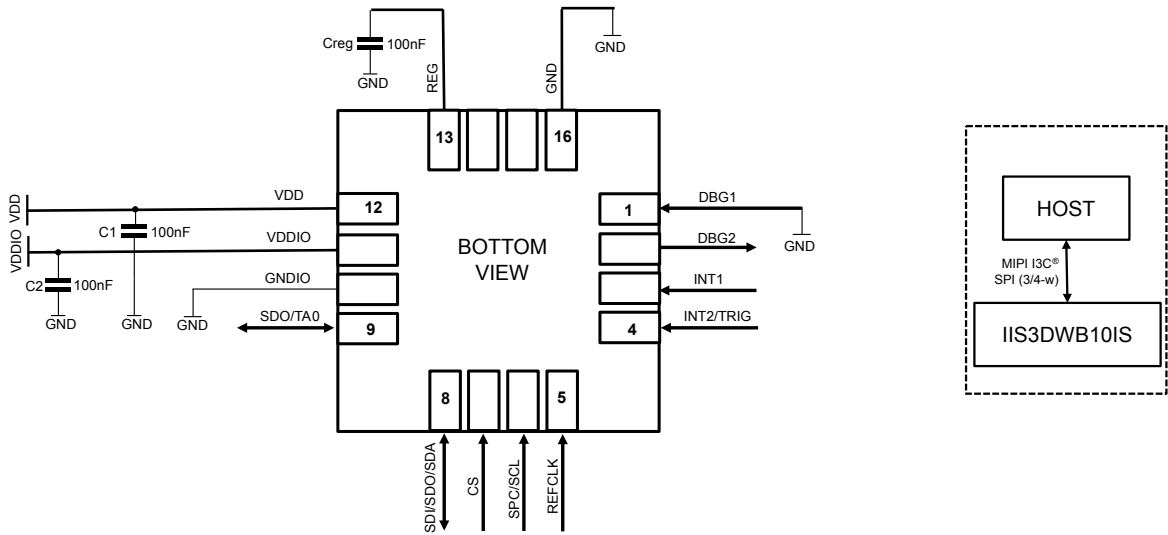 Creg
100nF
GND
REG
GND
GND
13
16
VDD
VDD
12
1
DBG1
C1
100nF
VDDIO
VDDIO
BOTTOM
VIEW
DBG2
GND
HOST
C2
100nF
GNDIO
INT1
MIPI I3C®
SPI (3/4-w)
GND
GND
GND
SDO/TA0
9
4
INT2/TRIG
IIS3DWB10IS
8
5
SDI/SDO/SDA
CS
SPC/SCL
REFCLK